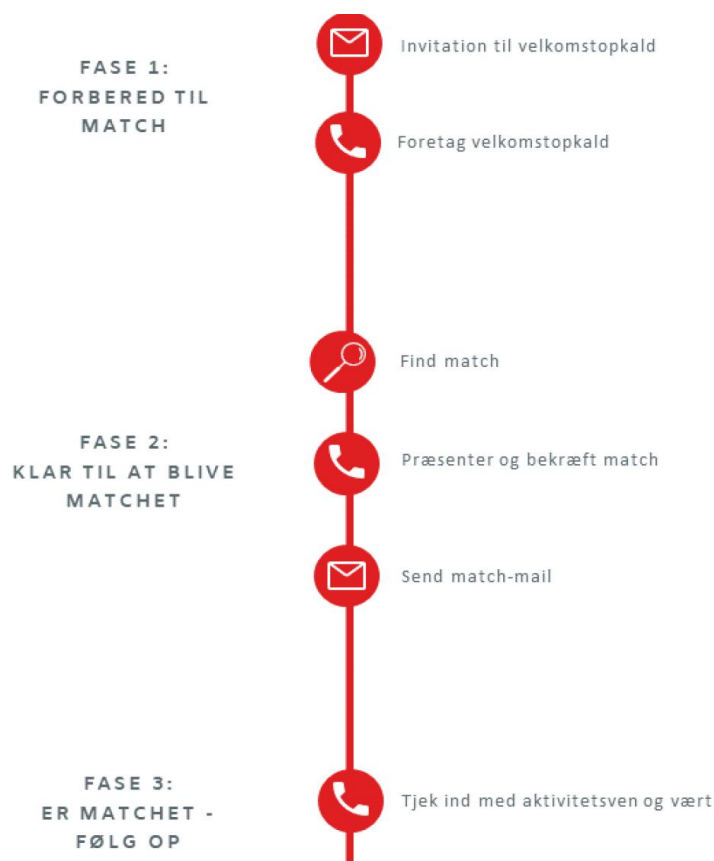 FASE 1:
FORBERED TIL
MATCH
Invitation til velkomstopkald
Foretag velkomstopkald
FASE 2:
KLAR TIL AT BLIVE
MATCHET
Find match
Præsenter og bekræft match
Send match-mail
FASE 3:
ER MATCHET -
FØLG OP
Tjek ind med aktivitetsven og vært